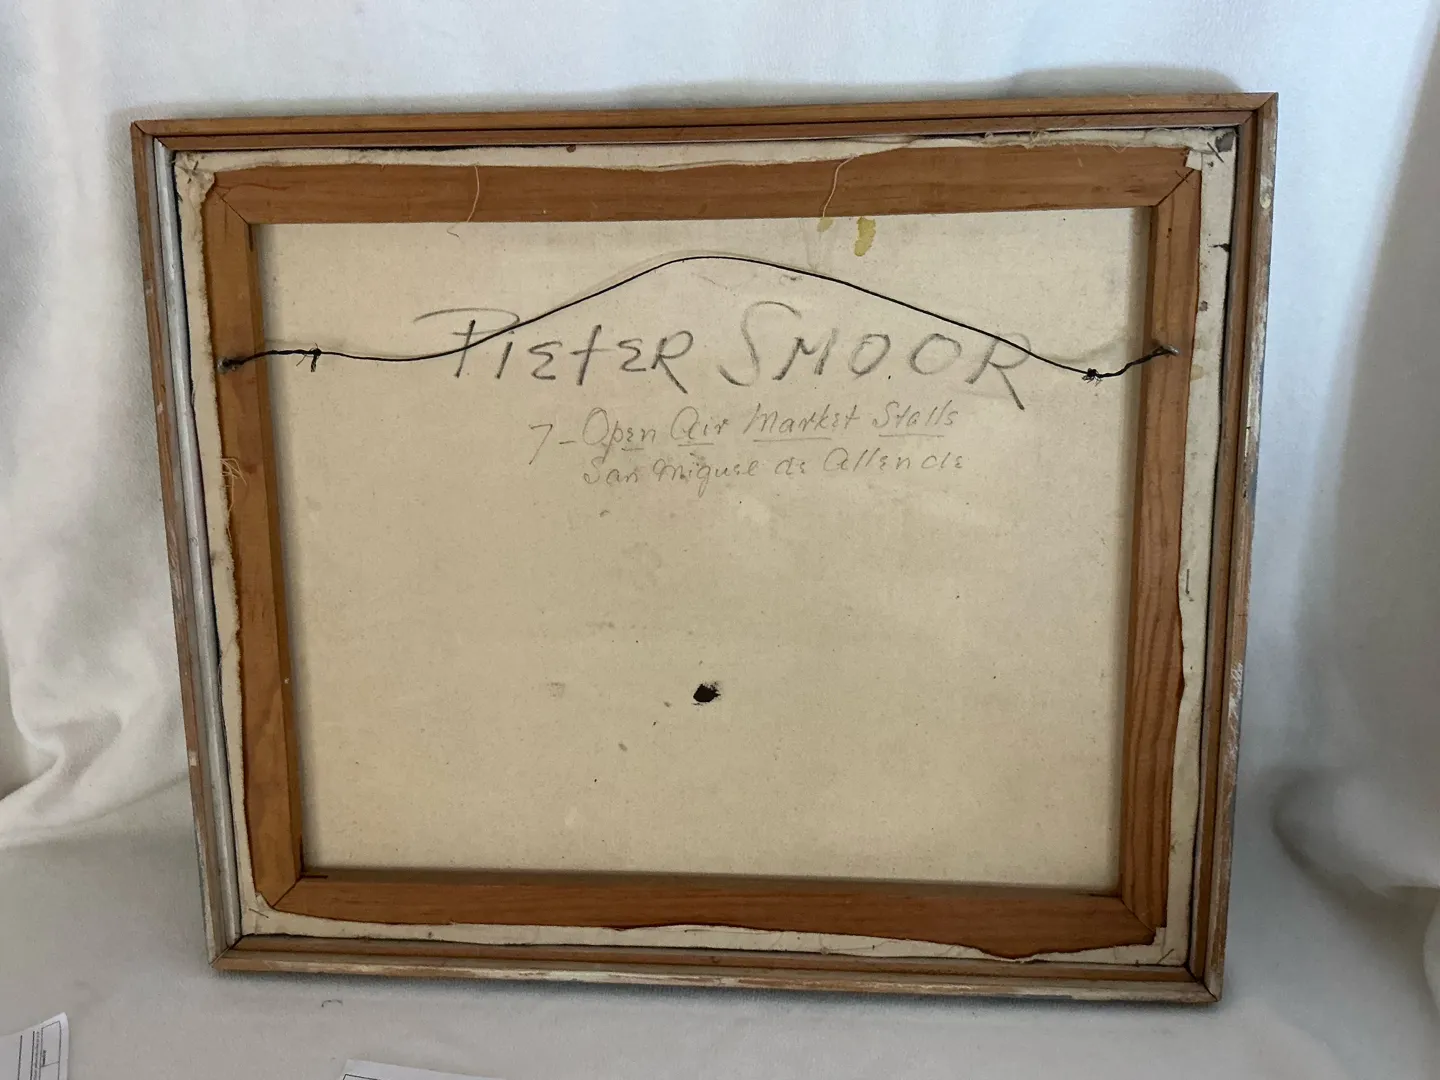 PIETER SMOOR
7-Open Air Market Stalls
San Miguel de Allende